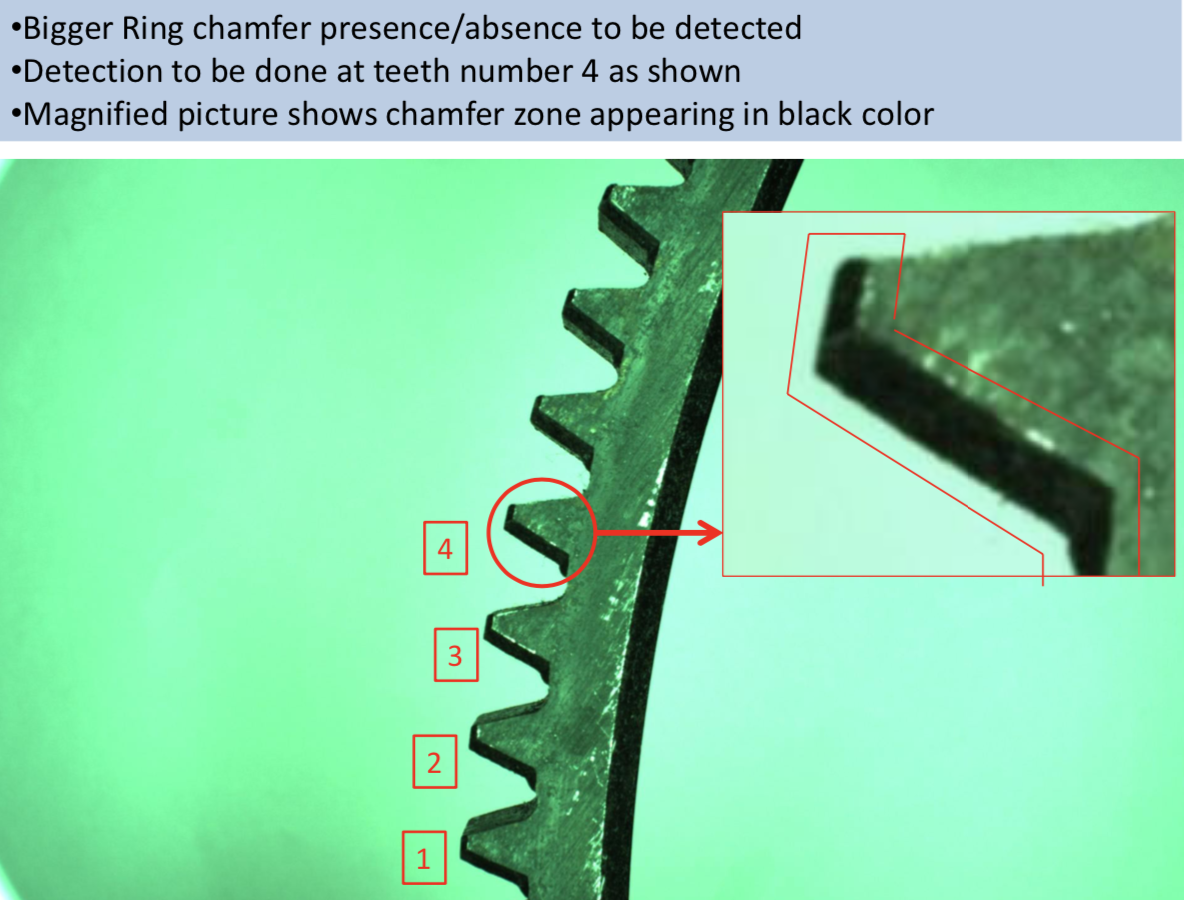 •Bigger Ring chamfer presence/absence to be detected
•Detection to be done at teeth number 4 as shown
•Magnified picture shows chamfer zone appearing in black color
4
3
2
1